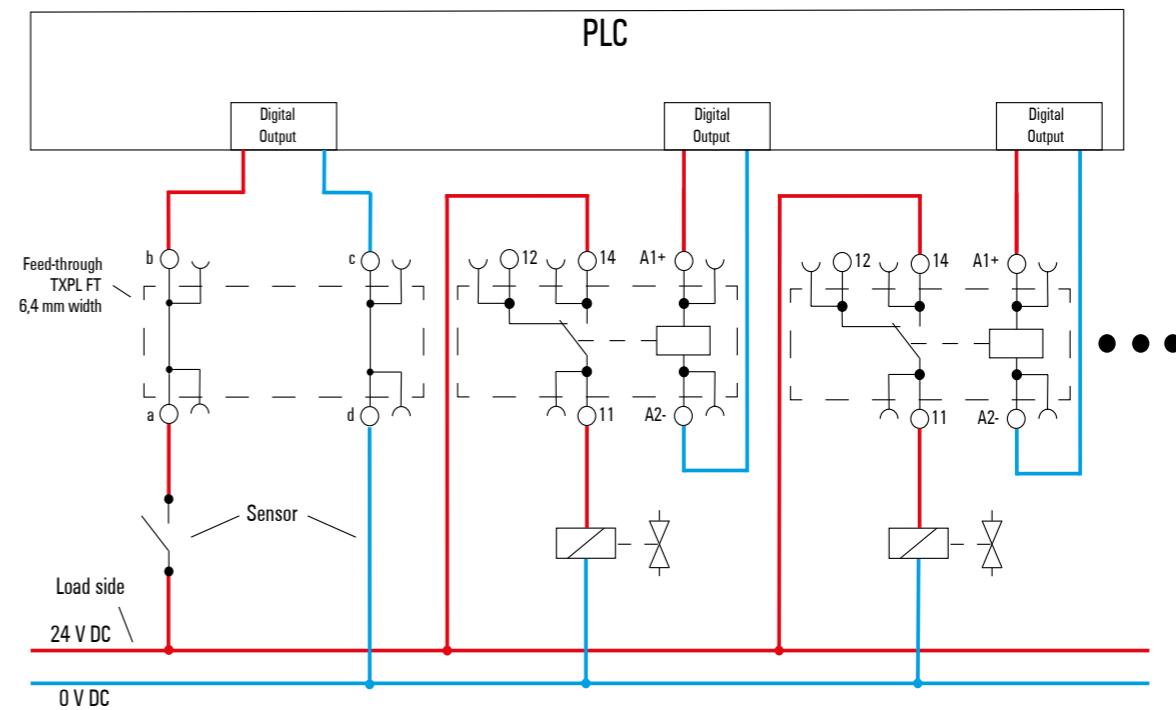 PLC
Digital
Output
Digital
Output
Digital
Output
b
c
12
14
A1+
12
14
A1+
Feed-through
TXPL FT
6,4 mm width
a
d
11
A2-
11
A2-
Sensor
Load side
24 V DC
0 V DC